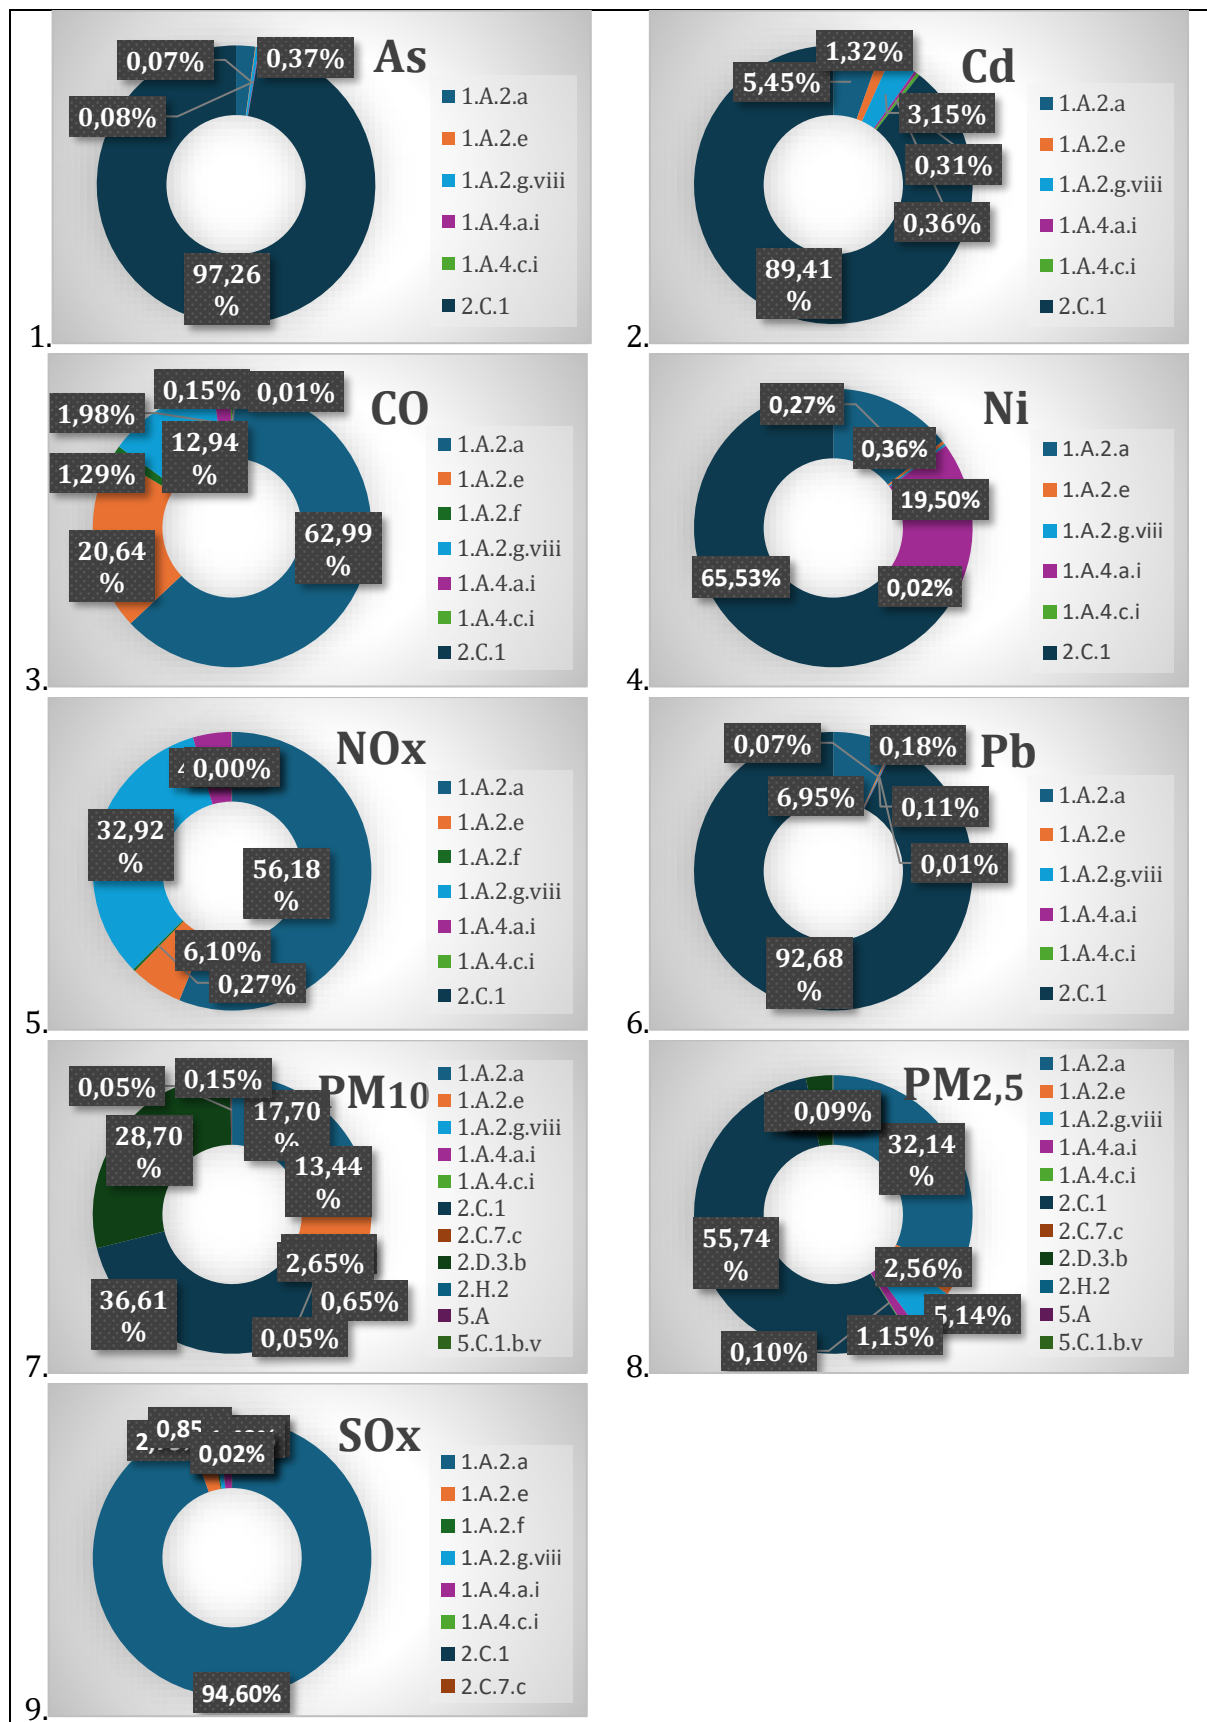 As
0,07%
0,37%
0,08%
97,26
%
1.A.2.a
1.A.2.e
1.A.2.g.viii
1.A.4.a.i
1.A.4.c.i
2.C.1
1.
Cd
1,32%
5,45%
3,15%
0,31%
0,36%
89,41
%
1.A.2.a
1.A.2.e
1.A.2.g.viii
1.A.4.a.i
1.A.4.c.i
2.C.1
2.
CO
0,15%
0,01%
1,98%
12,94
%
1,29%
20,64
%
62,99
%
1.A.2.a
1.A.2.e
1.A.2.f
1.A.2.g.viii
1.A.4.a.i
1.A.4.c.i
2.C.1
3.
Ni
0,27%
0,36%
19,50%
65,53%
0,02%
1.A.2.a
1.A.2.e
1.A.2.g.viii
1.A.4.a.i
1.A.4.c.i
2.C.1
4.
NOx
0,00%
32,92
%
56,18
%
6,10%
0,27%
1.A.2.a
1.A.2.e
1.A.2.f
1.A.2.g.viii
1.A.4.a.i
1.A.4.c.i
2.C.1
5.
Pb
0,07%
0,18%
6,95%
0,11%
0,01%
92,68
%
1.A.2.a
1.A.2.e
1.A.2.g.viii
1.A.4.a.i
1.A.4.c.i
2.C.1
6.
PM10
0,05%
0,15%
17,70
%
28,70
%
13,44
%
2,65%
0,65%
36,61
%
0,05%
1.A.2.a
1.A.2.e
1.A.2.g.viii
1.A.4.a.i
1.A.4.c.i
2.C.1
2.C.7.c
2.D.3.b
2.H.2
5.A
5.C.1.b.v
7.
PM2,5
0,09%
32,14
%
55,74
%
2,56%
5,14%
1,15%
0,10%
1.A.2.a
1.A.2.e
1.A.2.g.viii
1.A.4.a.i
1.A.4.c.i
2.C.1
2.C.7.c
2.D.3.b
2.H.2
5.A
5.C.1.b.v
8.
SOx
0,85
0,02%
94,60%
1.A.2.a
1.A.2.e
1.A.2.f
1.A.2.g.viii
1.A.4.a.i
1.A.4.c.i
2.C.1
2.C.7.c
9.